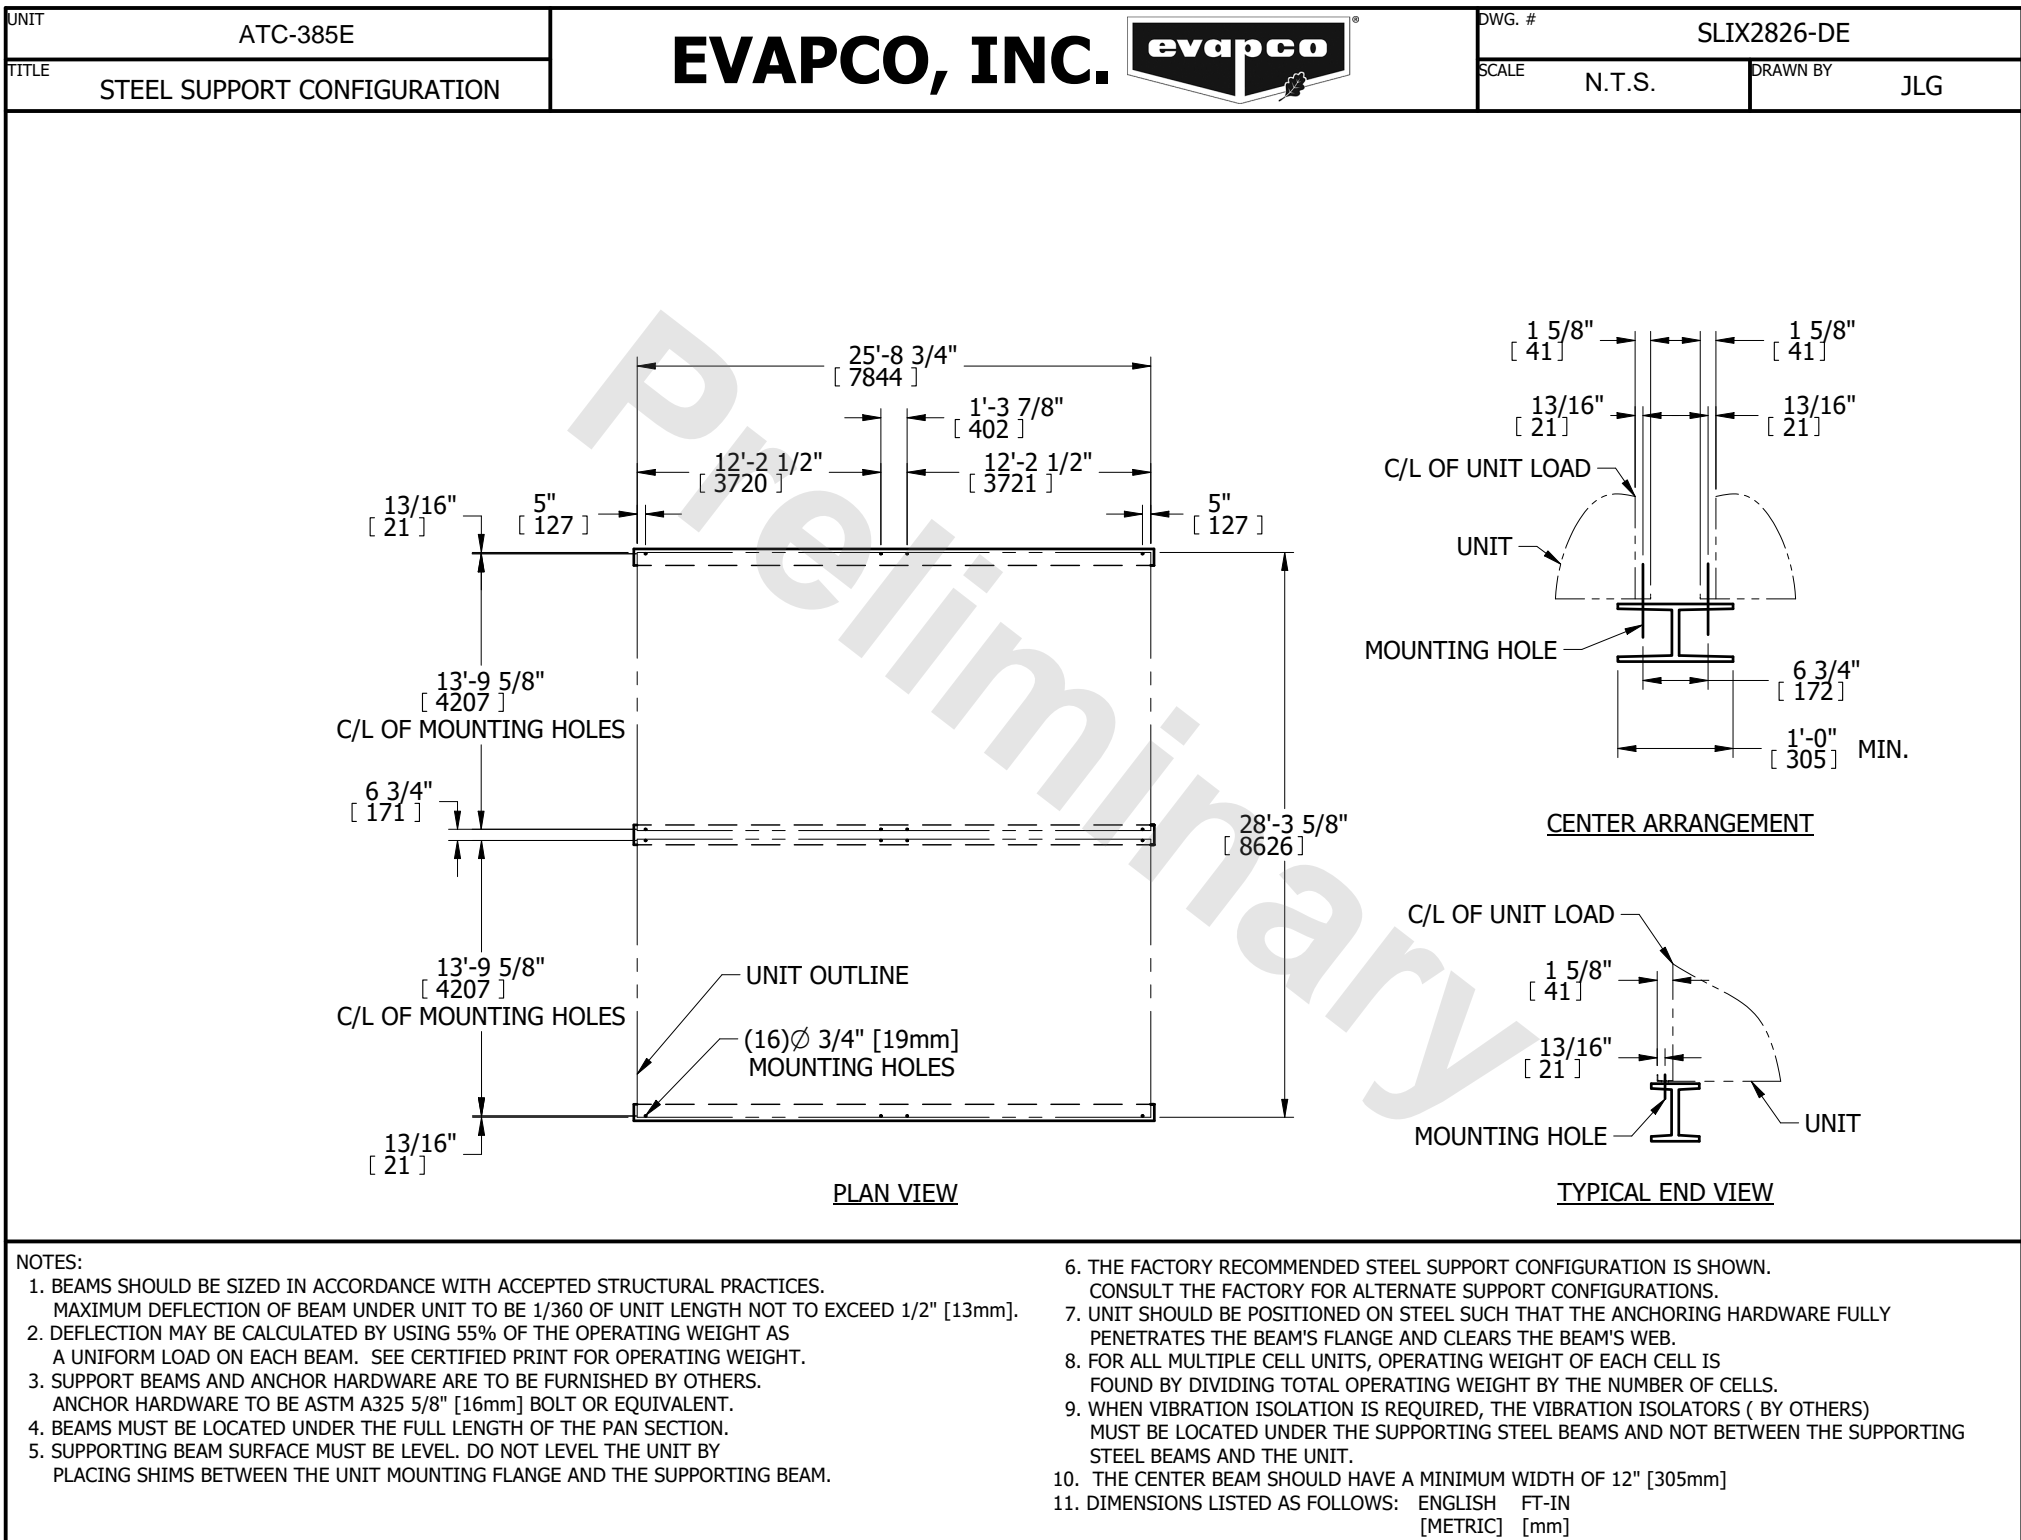 UNIT
ATC-385E
TITLE
STEEL SUPPORT CONFIGURATION
EVAPCO, INC.
evapco
®
DWG. #
SLIX2826-DE
SCALE
N.T.S.
DRAWN BY
JLG
Preliminary
25'-8 3/4"
[ 7844 ]
1'-3 7/8"
[ 402 ]
12'-2 1/2"
[ 3720 ]
12'-2 1/2"
[ 3721 ]
13/16"
[ 21 ]
5"
[ 127 ]
5"
[ 127 ]
13'-9 5/8"
[ 4207 ]
C/L OF MOUNTING HOLES
6 3/4"
[ 171 ]
28'-3 5/8"
[ 8626 ]
13'-9 5/8"
[ 4207 ]
C/L OF MOUNTING HOLES
UNIT OUTLINE
(16)∅ 3/4" [19mm]
MOUNTING HOLES
13/16"
[ 21 ]
PLAN VIEW
1 5/8"
[ 41 ]
1 5/8"
[ 41 ]
13/16"
[ 21 ]
13/16"
[ 21 ]
C/L OF UNIT LOAD
UNIT
MOUNTING HOLE
6 3/4"
[ 172 ]
1'-0"
[ 305 ] MIN.
CENTER ARRANGEMENT
C/L OF UNIT LOAD
1 5/8"
[ 41 ]
13/16"
[ 21 ]
MOUNTING HOLE
UNIT
TYPICAL END VIEW
NOTES:
1. BEAMS SHOULD BE SIZED IN ACCORDANCE WITH ACCEPTED STRUCTURAL PRACTICES.
MAXIMUM DEFLECTION OF BEAM UNDER UNIT TO BE 1/360 OF UNIT LENGTH NOT TO EXCEED 1/2" [13mm].
2. DEFLECTION MAY BE CALCULATED BY USING 55% OF THE OPERATING WEIGHT AS
A UNIFORM LOAD ON EACH BEAM. SEE CERTIFIED PRINT FOR OPERATING WEIGHT.
3. SUPPORT BEAMS AND ANCHOR HARDWARE ARE TO BE FURNISHED BY OTHERS.
ANCHOR HARDWARE TO BE ASTM A325 5/8" [16mm] BOLT OR EQUIVALENT.
4. BEAMS MUST BE LOCATED UNDER THE FULL LENGTH OF THE PAN SECTION.
5. SUPPORTING BEAM SURFACE MUST BE LEVEL. DO NOT LEVEL THE UNIT BY
PLACING SHIMS BETWEEN THE UNIT MOUNTING FLANGE AND THE SUPPORTING BEAM.
6. THE FACTORY RECOMMENDED STEEL SUPPORT CONFIGURATION IS SHOWN.
CONSULT THE FACTORY FOR ALTERNATE SUPPORT CONFIGURATIONS.
7. UNIT SHOULD BE POSITIONED ON STEEL SUCH THAT THE ANCHORING HARDWARE FULLY
PENETRATES THE BEAM'S FLANGE AND CLEARS THE BEAM'S WEB.
8. FOR ALL MULTIPLE CELL UNITS, OPERATING WEIGHT OF EACH CELL IS
FOUND BY DIVIDING TOTAL OPERATING WEIGHT BY THE NUMBER OF CELLS.
9. WHEN VIBRATION ISOLATION IS REQUIRED, THE VIBRATION ISOLATORS ( BY OTHERS)
MUST BE LOCATED UNDER THE SUPPORTING STEEL BEAMS AND NOT BETWEEN THE SUPPORTING
STEEL BEAMS AND THE UNIT.
10. THE CENTER BEAM SHOULD HAVE A MINIMUM WIDTH OF 12" [305mm]
11. DIMENSIONS LISTED AS FOLLOWS: ENGLISH FT-IN
[METRIC] [mm]